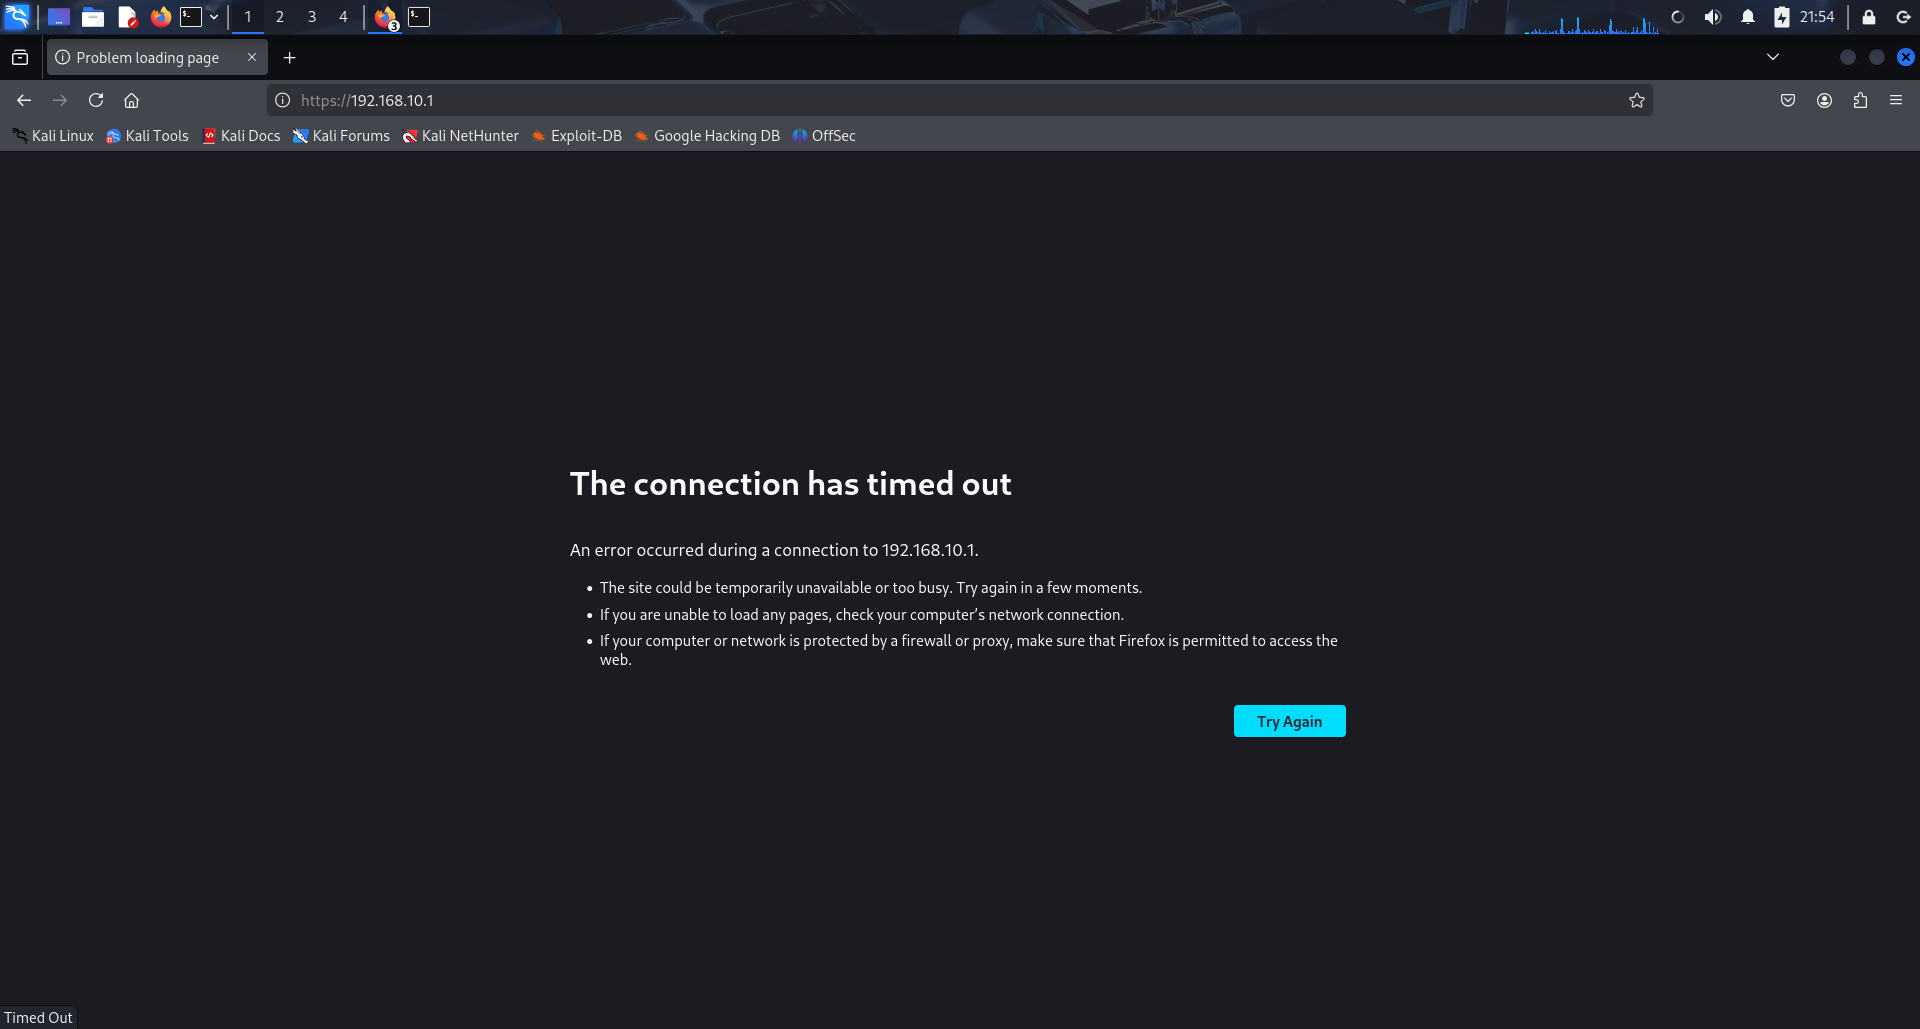 1 2 3 4 3 21:54
Problem loading page
https://192.168.10.1
Kali Linux Kali Tools Kali Docs Kali Forums Kali NetHunter Exploit-DB Google Hacking DB OffSec
The connection has timed out
An error occurred during a connection to 192.168.10.1.
• The site could be temporarily unavailable or too busy. Try again in a few moments.
• If you are unable to load any pages, check your computer’s network connection.
• If your computer or network is protected by a firewall or proxy, make sure that Firefox is permitted to access the
web.
Try Again
Timed Out